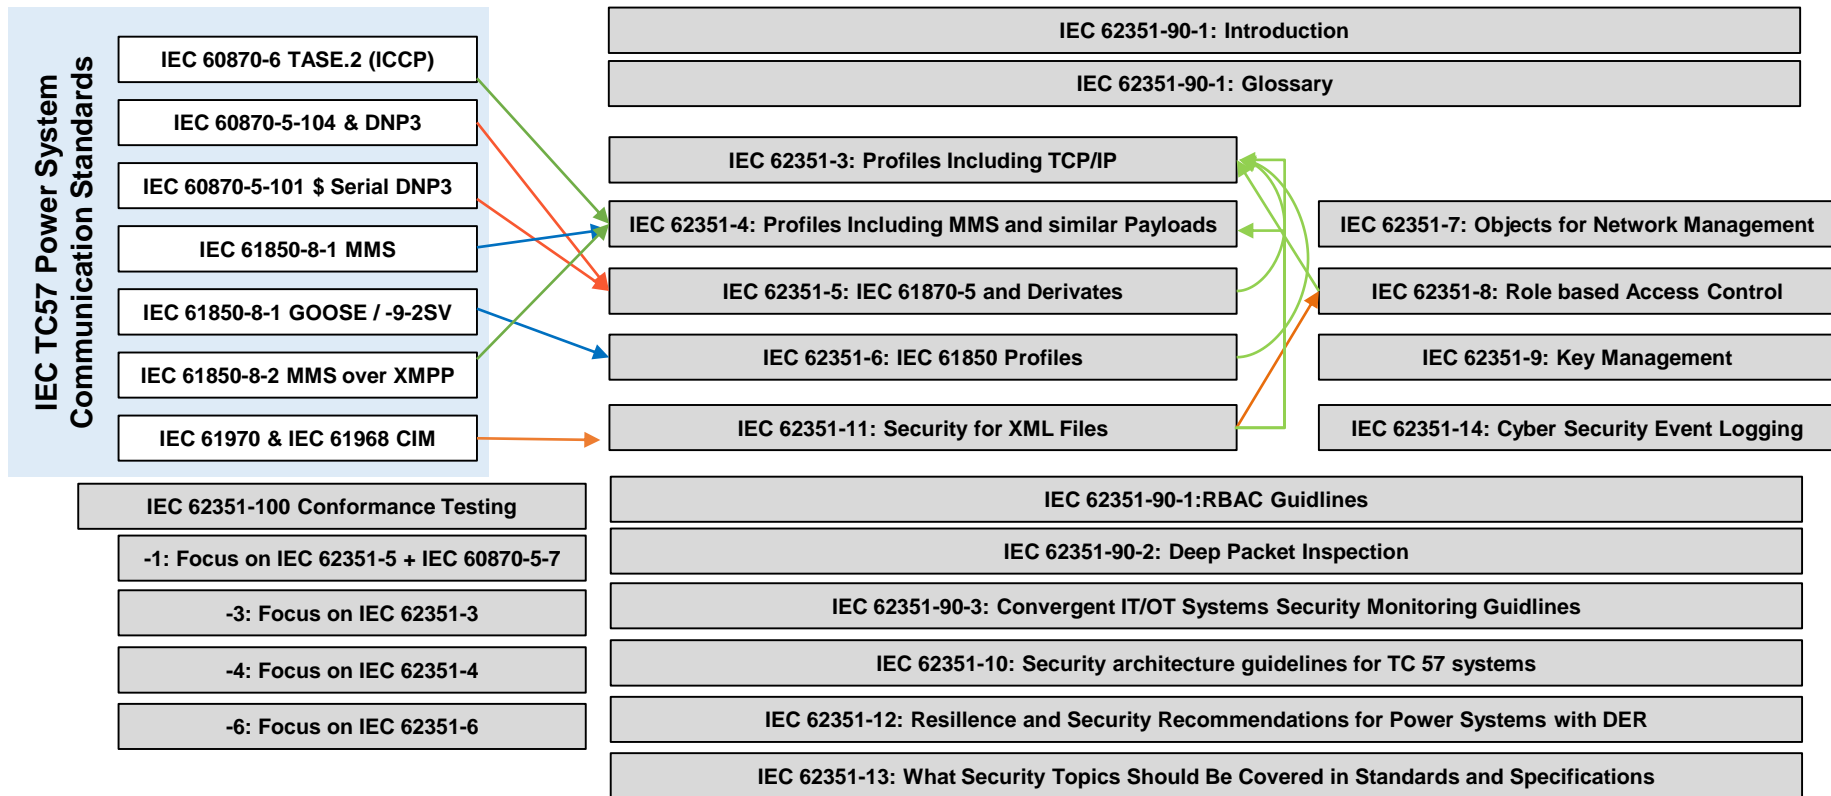 IEC TC57 Power System
Communication Standards
IEC 60870-6 TASE.2 (ICCP)
IEC 60870-5-104 & DNP3
IEC 60870-5-101 $ Serial DNP3
IEC 61850-8-1 MMS
IEC 61850-8-1 GOOSE / -9-2SV
IEC 61850-8-2 MMS over XMPP
IEC 61970 & IEC 61968 CIM
IEC 62351-90-1: Introduction
IEC 62351-90-1: Glossary
IEC 62351-3: Profiles Including TCP/IP
IEC 62351-4: Profiles Including MMS and similar Payloads
IEC 62351-5: IEC 61870-5 and Derivates
IEC 62351-6: IEC 61850 Profiles
IEC 62351-11: Security for XML Files
IEC 62351-7: Objects for Network Management
IEC 62351-8: Role based Access Control
IEC 62351-9: Key Management
IEC 62351-14: Cyber Security Event Logging
IEC 62351-100 Conformance Testing
-1: Focus on IEC 62351-5 + IEC 60870-5-7
-3: Focus on IEC 62351-3
-4: Focus on IEC 62351-4
-6: Focus on IEC 62351-6
IEC 62351-90-1:RBAC Guidlines
IEC 62351-90-2: Deep Packet Inspection
IEC 62351-90-3: Convergent IT/OT Systems Security Monitoring Guidlines
IEC 62351-10: Security architecture guidelines for TC 57 systems
IEC 62351-12: Resillence and Security Recommendations for Power Systems with DER
IEC 62351-13: What Security Topics Should Be Covered in Standards and Specifications